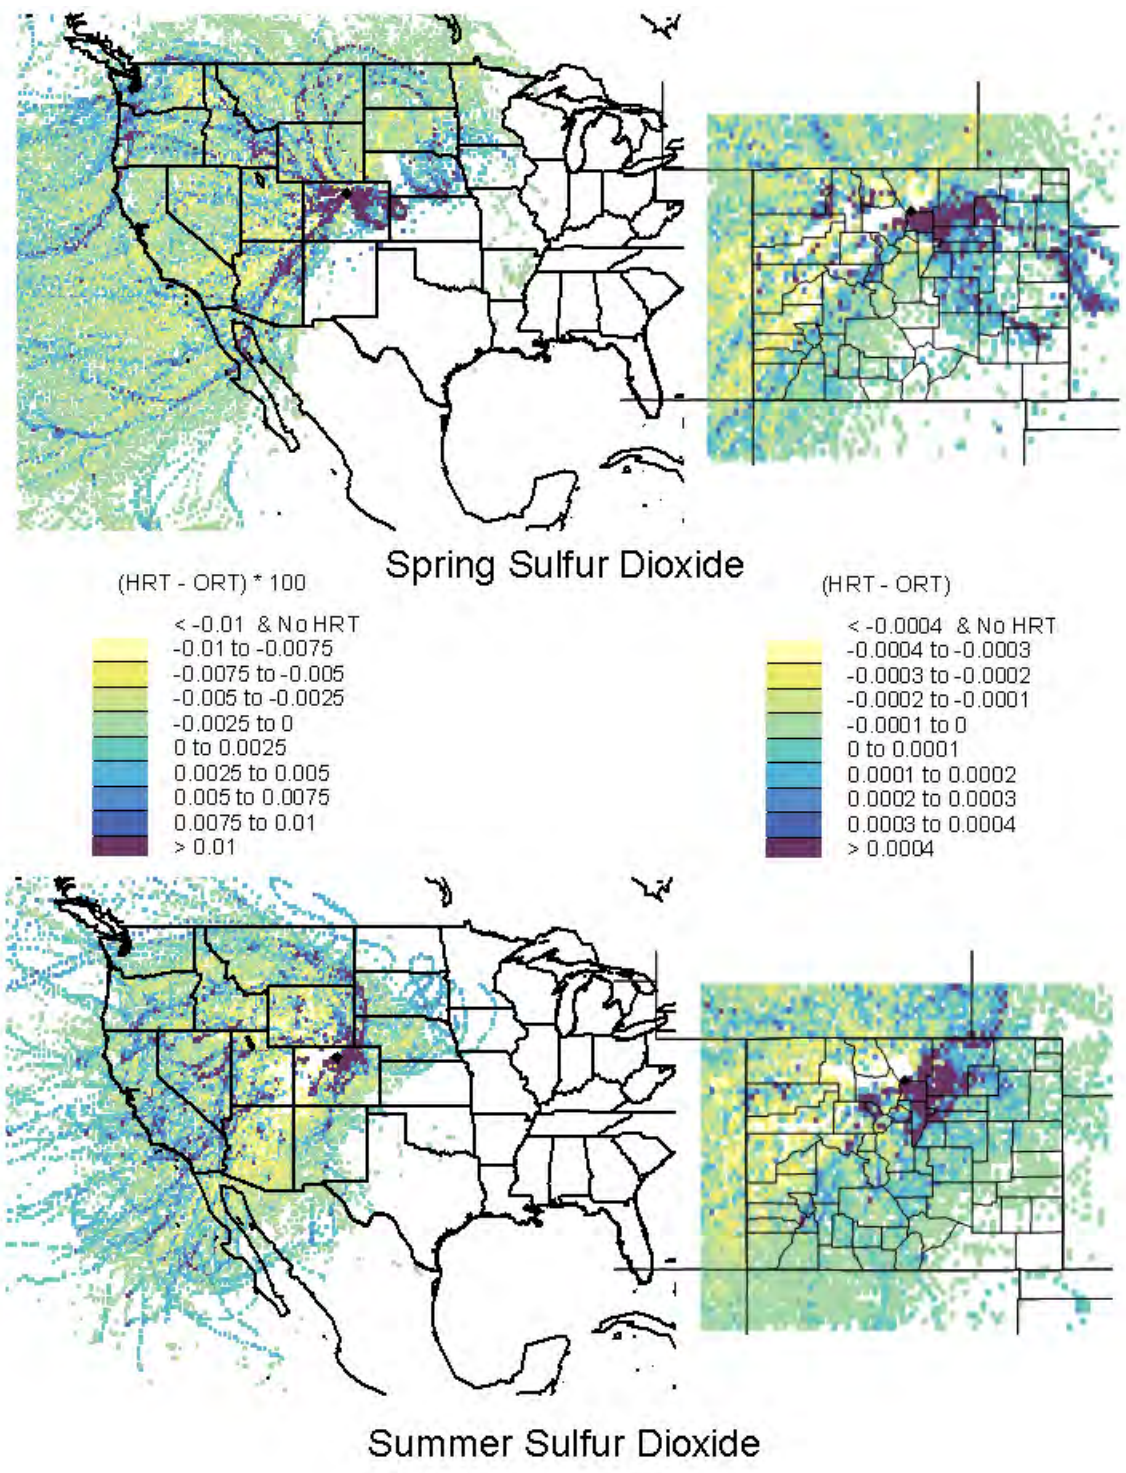 Spring Sulfur Dioxide
(HRT - ORT) * 100
< -0.01 & No HRT
-0.01 to -0.0075
-0.0075 to -0.005
-0.005 to -0.0025
-0.0025 to 0
0 to 0.0025
0.0025 to 0.005
0.005 to 0.0075
0.0075 to 0.01
> 0.01
(HRT - ORT)
< -0.0004 & No HRT
-0.0004 to -0.0003
-0.0003 to -0.0002
-0.0002 to -0.0001
-0.0001 to 0
0 to 0.0001
0.0001 to 0.0002
0.0002 to 0.0003
0.0003 to 0.0004
> 0.0004
Summer Sulfur Dioxide